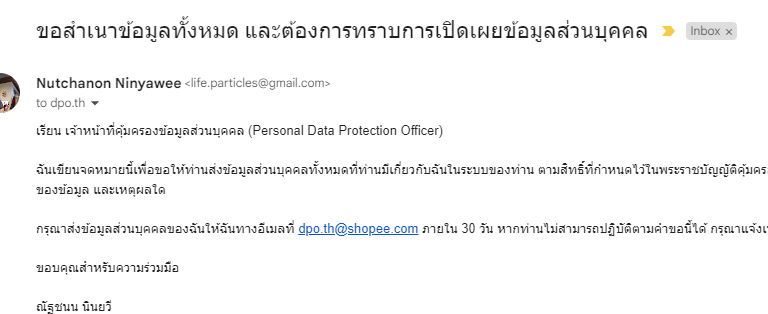 ขอสำเนาข้อมูลทั้งหมด และต้องการทราบการเปิดเผยข้อมูลส่วนบุคคล Inbox ×
Nutchanon Ninyawee <life.particles@gmail.com>
to dpo.th
เรียน เจ้าหน้าที่คุ้มครองข้อมูลส่วนบุคคล (Personal Data Protection Officer)
ฉันเขียนจดหมายนี้เพื่อขอให้ท่านส่งข้อมูลส่วนบุคคลทั้งหมดที่ท่านมีเกี่ยวกับฉันในระบบของท่าน ตามสิทธิ์ที่กำหนดไว้ในพระราชบัญญัติคุ้มคร
ของข้อมูล และเหตุผลใด
กรุณาส่งข้อมูลส่วนบุคคลของฉันให้ฉันทางอีเมลที่ dpo.th@shopee.com ภายใน 30 วัน หากท่านไม่สามารถปฏิบัติตามคำขอนี้ได้ กรุณาแจ้งเ
ขอบคุณสำหรับความร่วมมือ
ณัฐชนน นินยวี